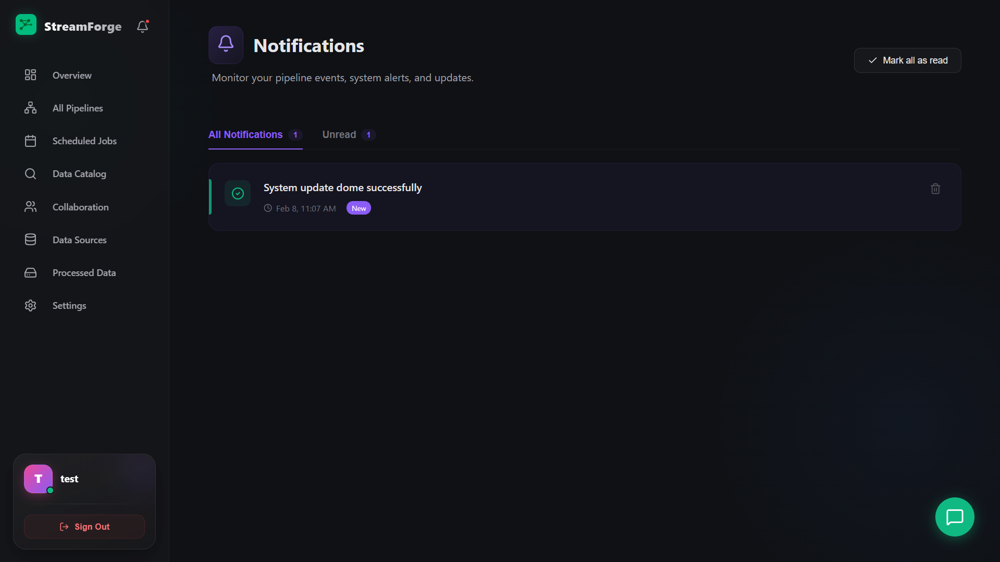 StreamForge
Overview
All Pipelines
Scheduled Jobs
Data Catalog
Collaboration
Data Sources
Processed Data
Settings
T
test
Sign Out
Notifications
Monitor your pipeline events, system alerts, and updates.
Mark all as read
All Notifications 1
Unread 1
System update dome successfully
Feb 8, 11:07 AM
New